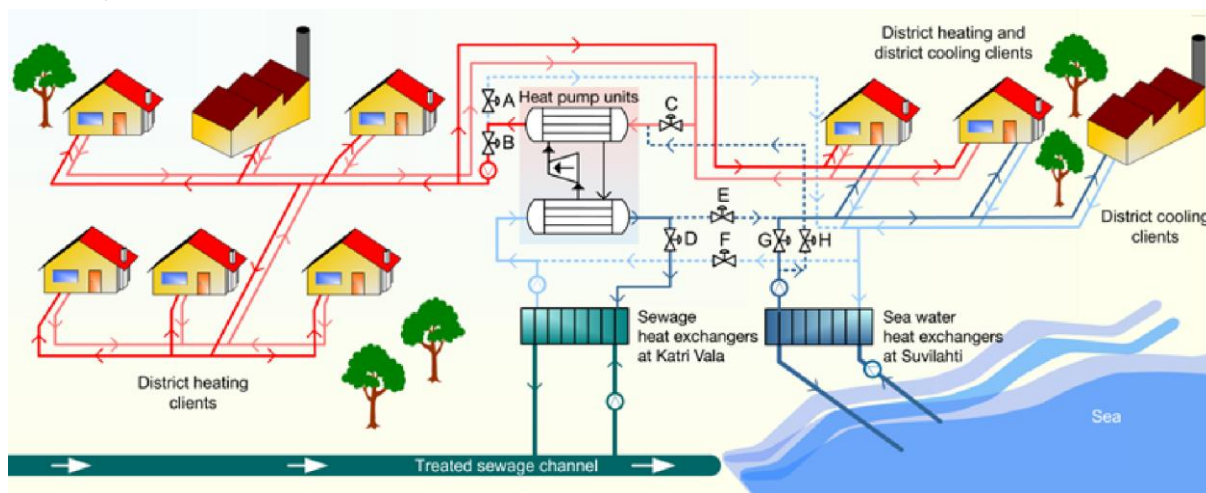 District heating and
district cooling clients
Heat pump units
A
B
C
E
D
F
G
H
District cooling
clients
Sewage
heat exchangers
at Katri Vala
Sea water
heat exchangers
at Suvilahti
District heating
clients
Sea
Treated sewage channel